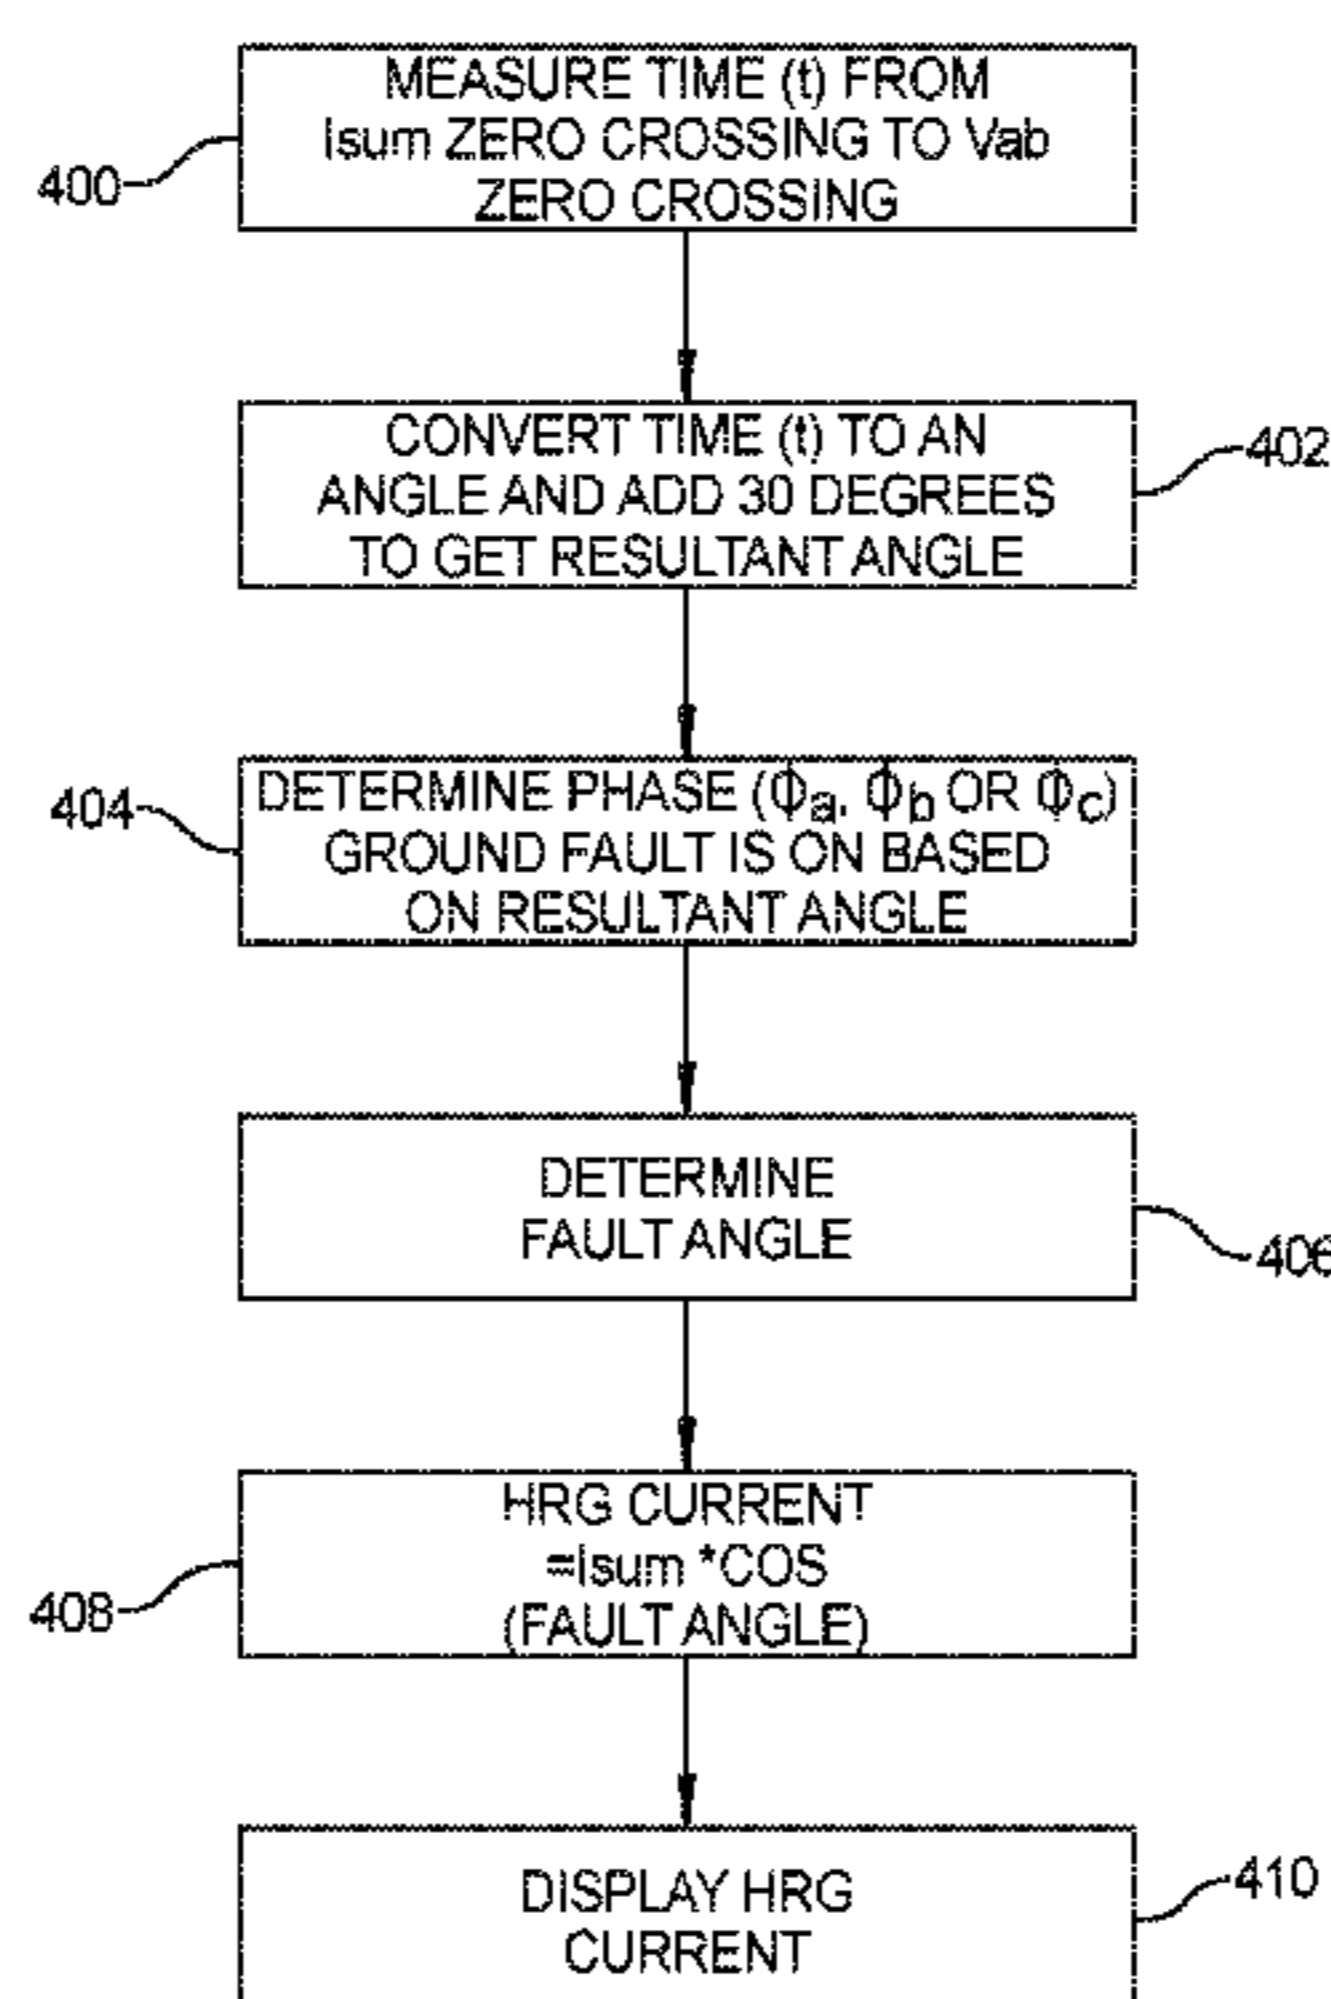 MEASURE TIME (t) FROM
Isum ZERO CROSSING TO Vab
ZERO CROSSING
400
CONVERT TIME (t) TO AN
ANGLE AND ADD 30 DEGREES
TO GET RESULTANT ANGLE
402
DETERMINE PHASE (Φa, Φb OR Φc)
GROUND FAULT IS ON BASED
ON RESULTANT ANGLE
404
DETERMINE
FAULT ANGLE
406
HRG CURRENT
=Isum *COS
(FAULT ANGLE)
408
DISPLAY HRG
CURRENT
410